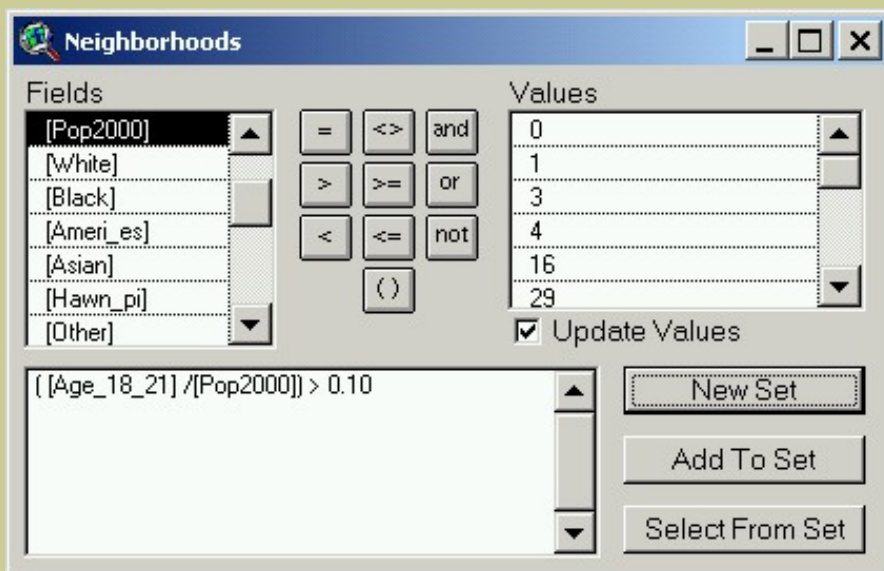 Neighborhoods
Fields
Values
[Pop2000]
[White]
[Black]
[Ameri_es]
[Asian]
[Hawn_pi]
[Other]
= <> and
> >= or
< <= not
( )
0
1
3
4
16
29
Update Values
( [Age_18_21] /[Pop2000]) > 0.10
New Set
Add To Set
Select From Set